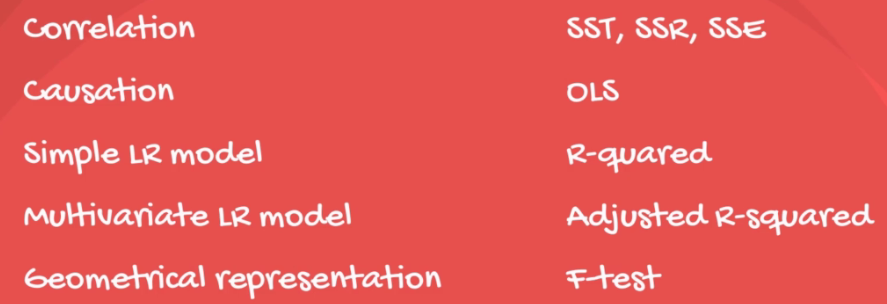 Correlation
Causation
Simple LR model
Multivariate LR model
Geometrical representation
SST, SSR, SSE
OLS
R-quared
Adjusted R-squared
F-test